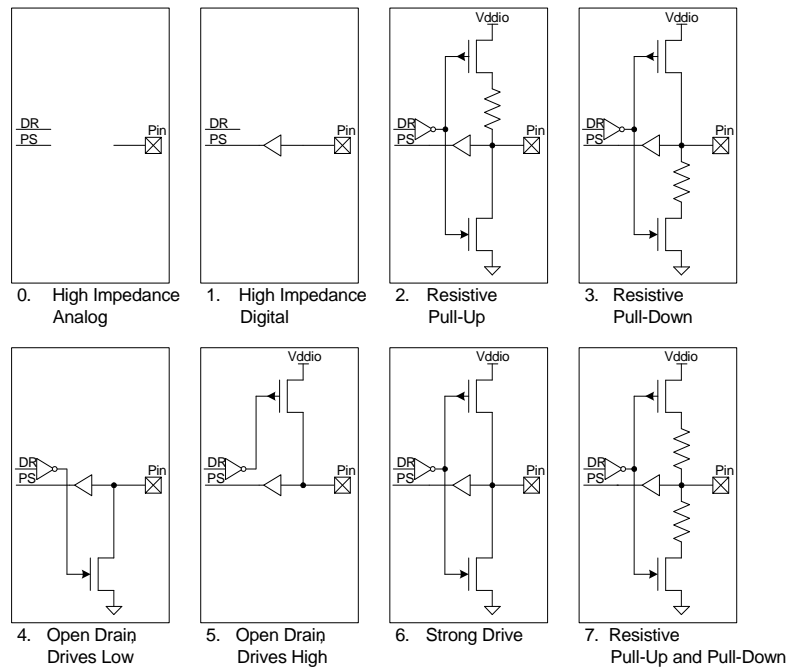 Vddio
Vddio
DR
PS
Pin
DR
PS
Pin
DR
PS
Pin
DR
PS
Pin
0. High Impedance
Analog
1. High Impedance
Digital
2. Resistive
Pull-Up
3. Resistive
Pull-Down
Vddio
Vddio
Vddio
DR
PS
Pin
DR
PS
Pin
DR
PS
Pin
DR
PS
Pin
4. Open Drain,
Drives Low
5. Open Drain,
Drives High
6. Strong Drive
7. Resistive
Pull-Up and Pull-Down